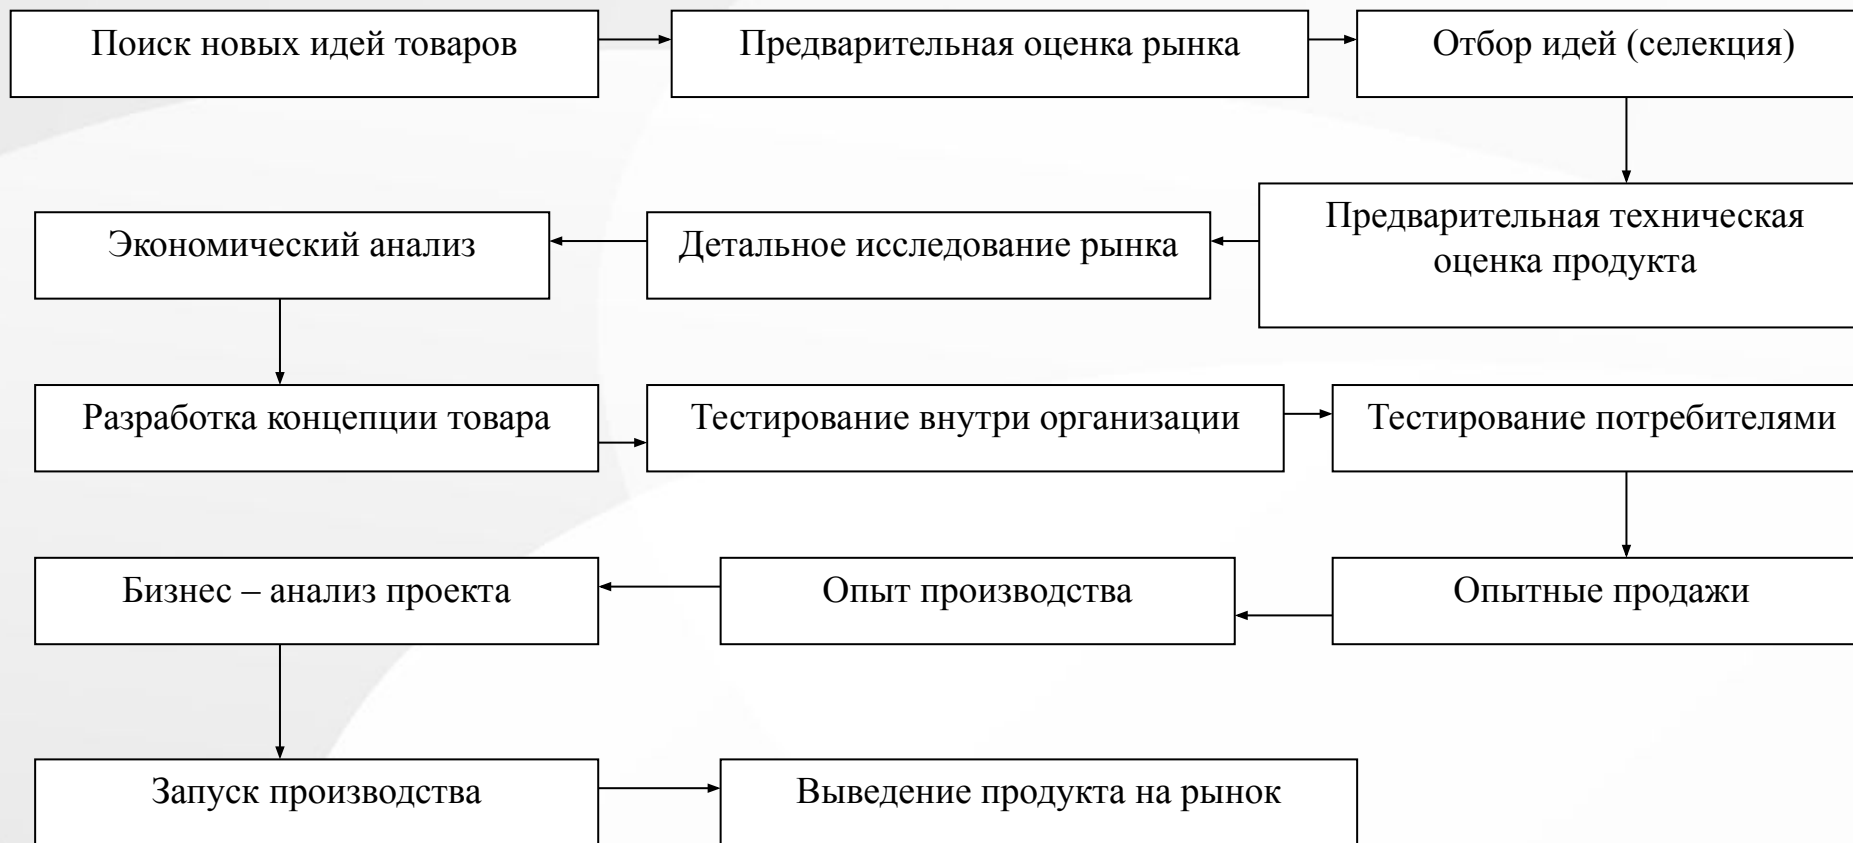 Поиск новых идей товаров
Предварительная оценка рынка
Отбор идей (селекция)
Экономический анализ
Детальное исследование рынка
Предварительная техническая
оценка продукта
Разработка концепции товара
Тестирование внутри организации
Тестирование потребителями
Бизнес – анализ проекта
Опыт производства
Опытные продажи
Запуск производства
Выведение продукта на рынок